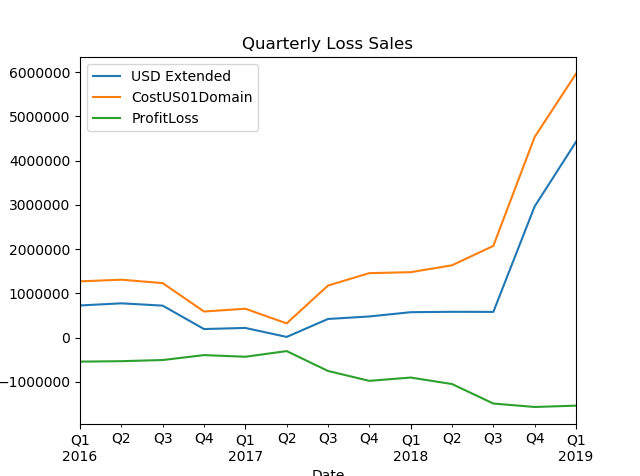 Quarterly Loss Sales
USD Extended
CostUS01Domain
ProfitLoss
6000000
5000000
4000000
3000000
2000000
1000000
0
−1000000
Q1 Q2 Q3 Q4 Q1 Q2 Q3 Q4 Q1 Q2 Q3 Q4 Q1
2016 2017 2018 2019
Date